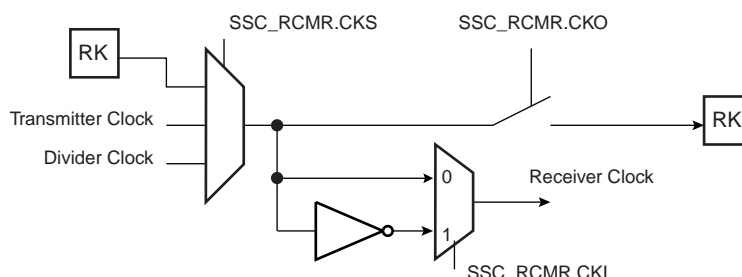 SSC_RCMR.CKS
SSC_RCMR.CKO
RK
Transmitter Clock
RK
Divider Clock
0
Receiver Clock
1
SSC_RCMR.CKI